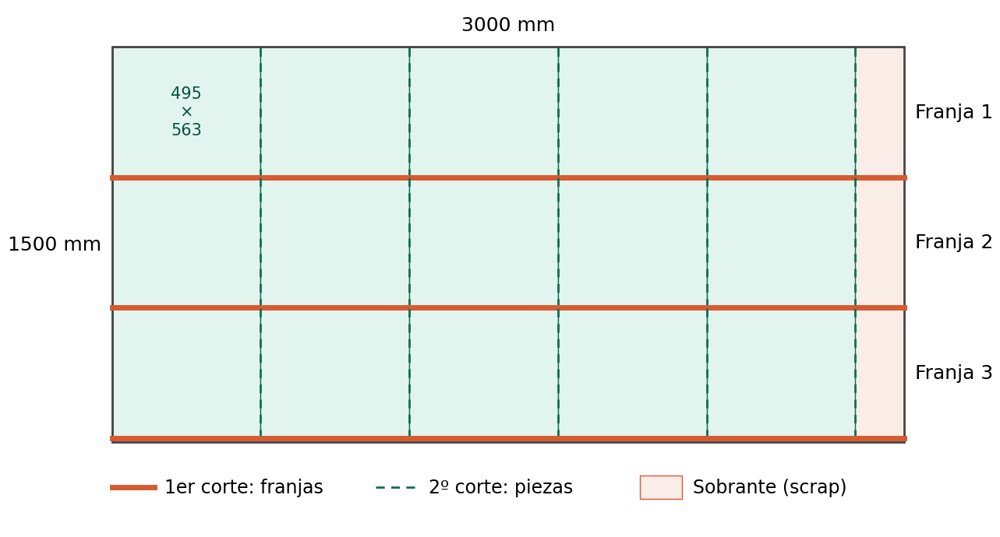 3000 mm
495
×
563
Franja 1
1500 mm
Franja 2
Franja 3
1er corte: franjas
2º corte: piezas
Sobrante (scrap)